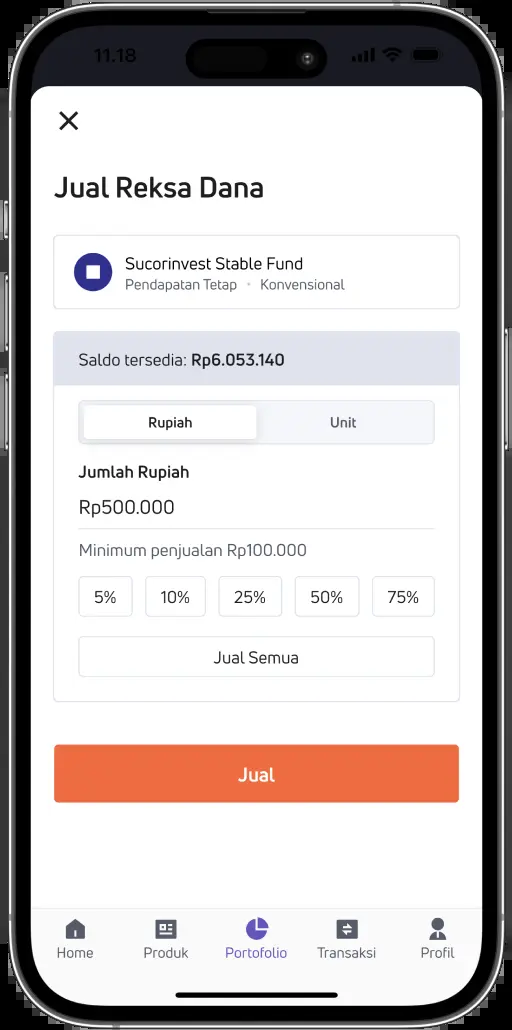 11.18
Jual Reksa Dana
Sucorinvest Stable Fund
Pendapatan Tetap • Konvensional
Saldo tersedia: Rp6.053.140
Rupiah Unit
Jumlah Rupiah
Rp500.000
Minimum penjualan Rp100.000
5% 10% 25% 50% 75%
Jual Semua
Jual
Home Produk Portofolio Transaksi Profil